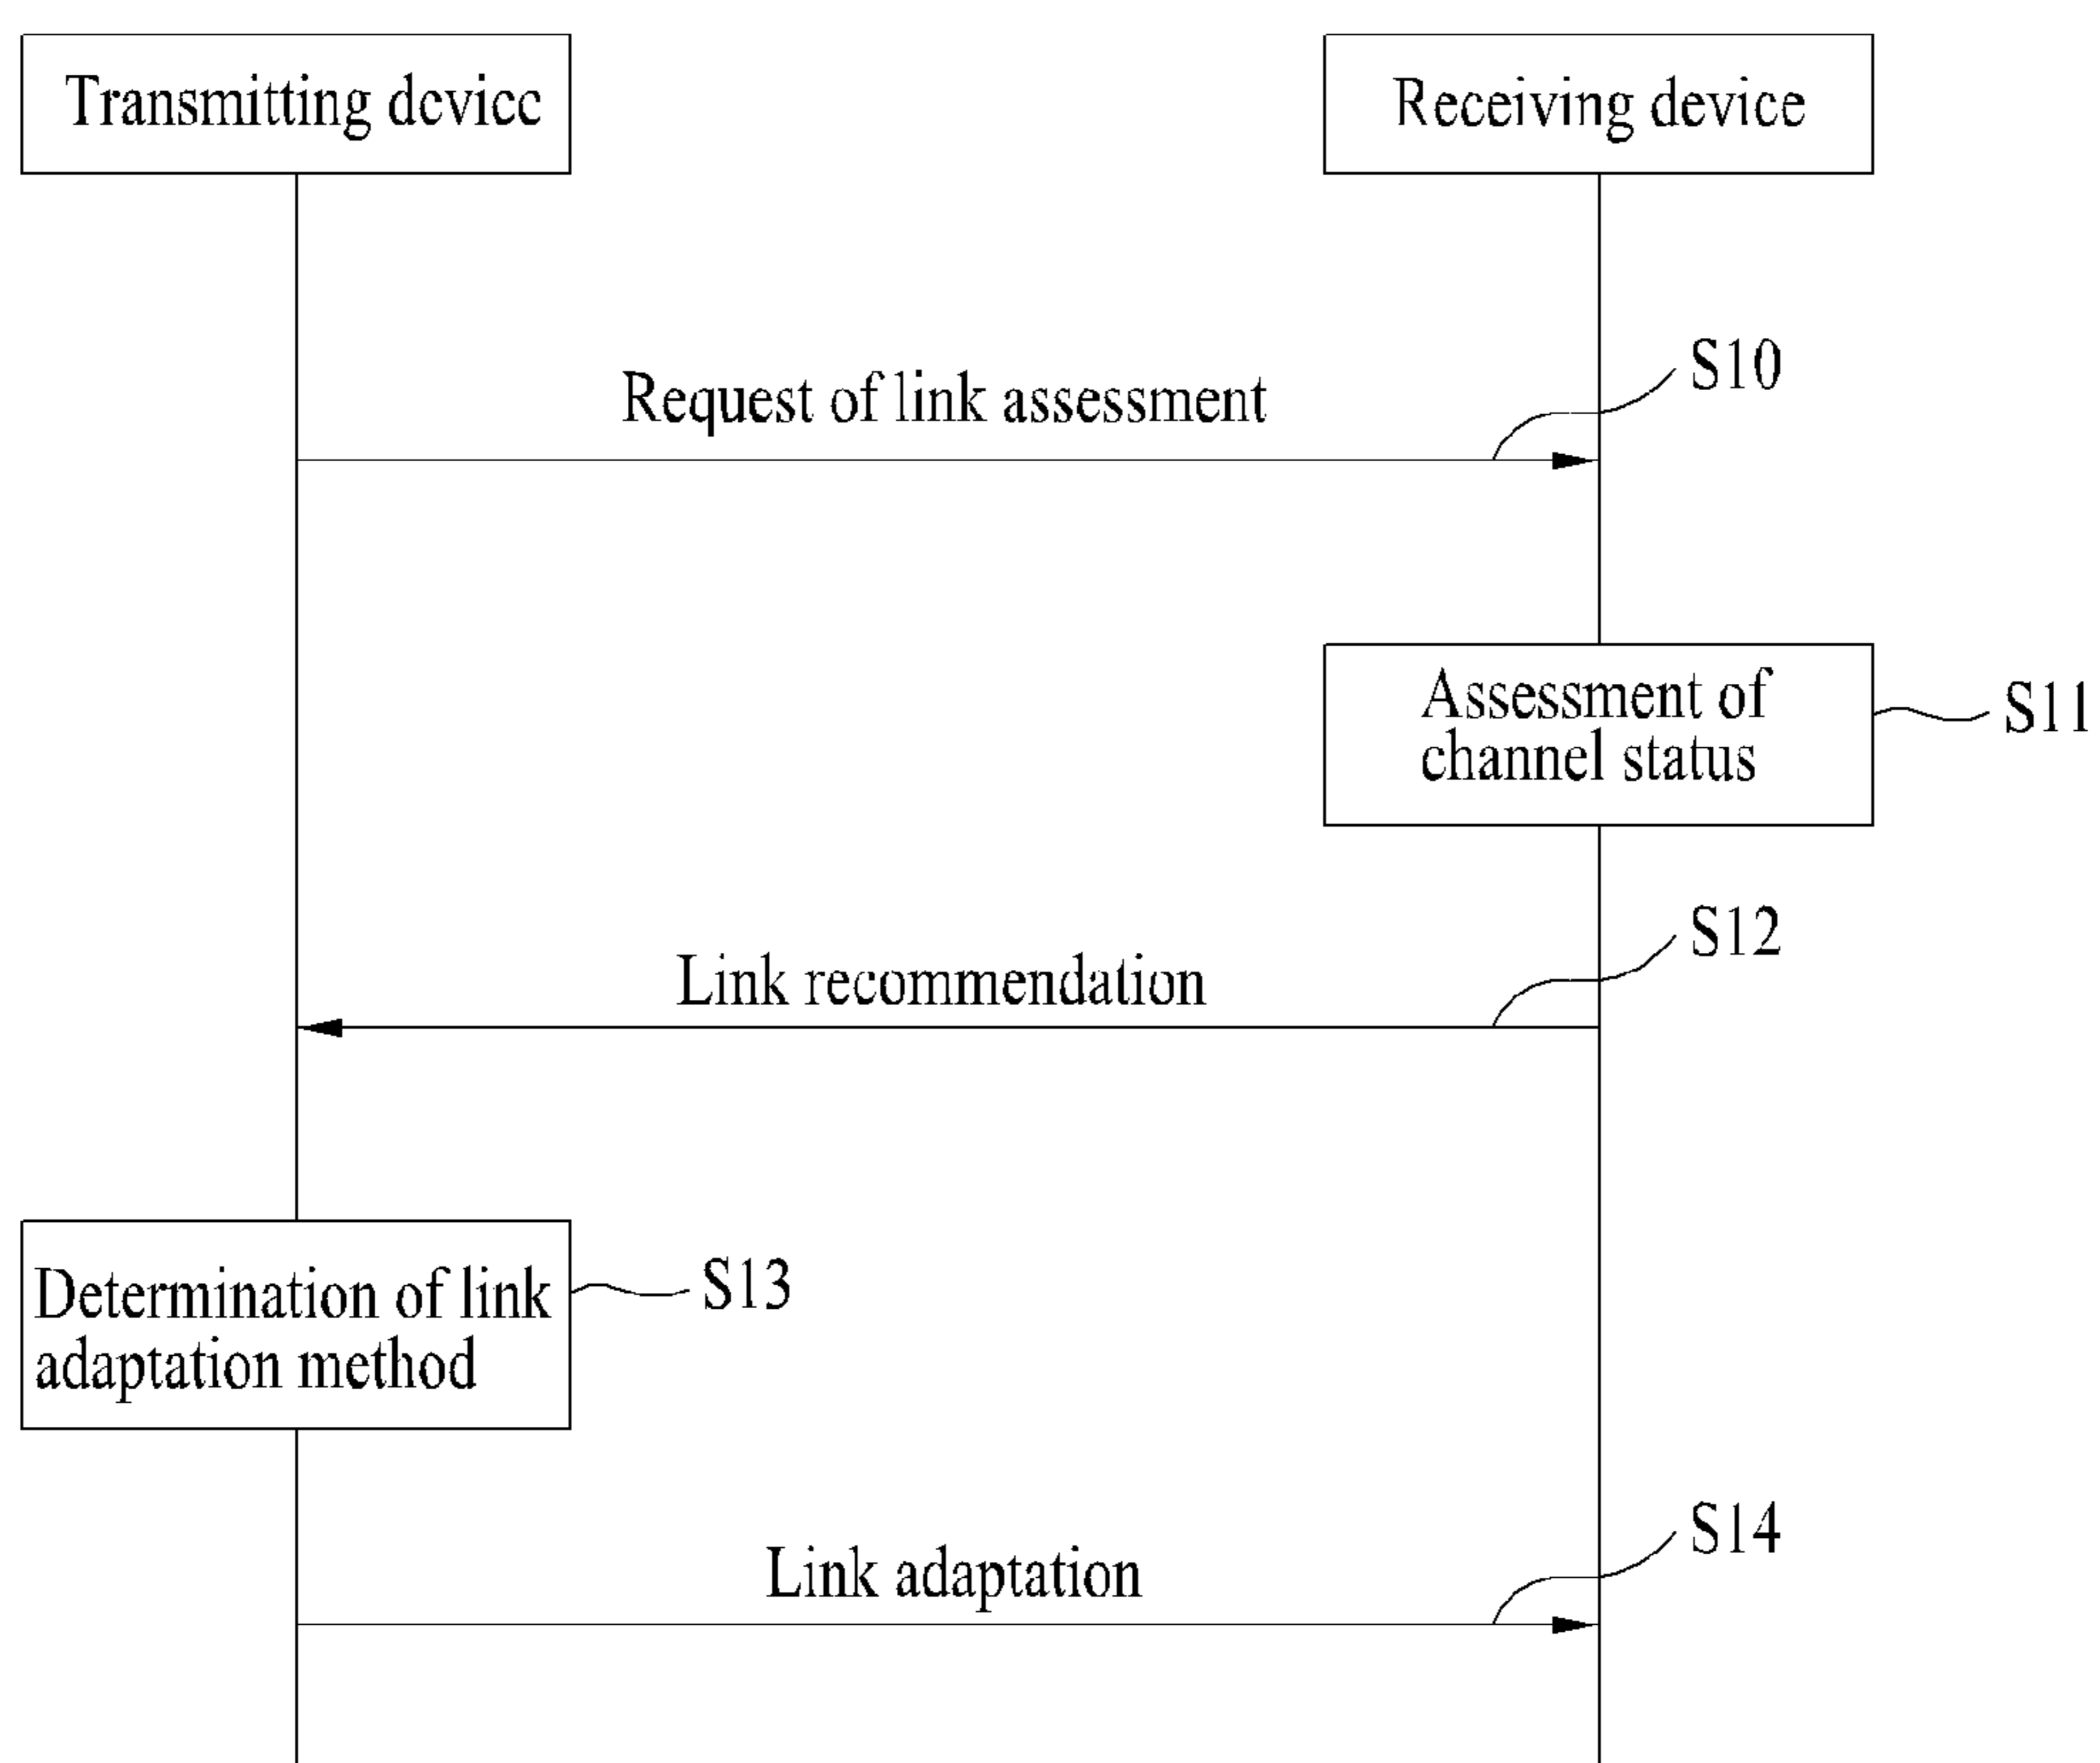 Transmitting device
Receiving device
S10
Request of link assessment
Assessment of
channel status
S11
S12
Link recommendation
Determination of link
adaptation method
S13
S14
Link adaptation